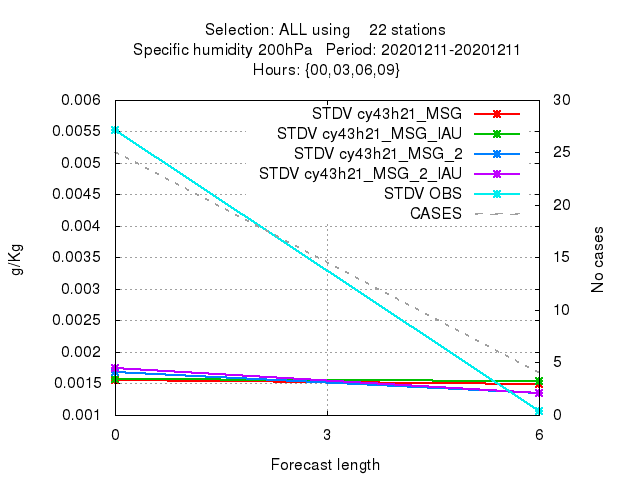 Selection: ALL using    22 stations
Specific humidity 200hPa   Period: 20201211-20201211
Hours: {00,03,06,09}
STDV cy43h21_MSG
STDV cy43h21_MSG_IAU
STDV cy43h21_MSG_2
STDV cy43h21_MSG_2_IAU
STDV OBS
CASES
0.006
0.0055
0.005
0.0045
0.004
0.0035
0.003
0.0025
0.002
0.0015
0.001
g/Kg
30
25
20
15
10
5
0
No cases
0 3 6
Forecast length